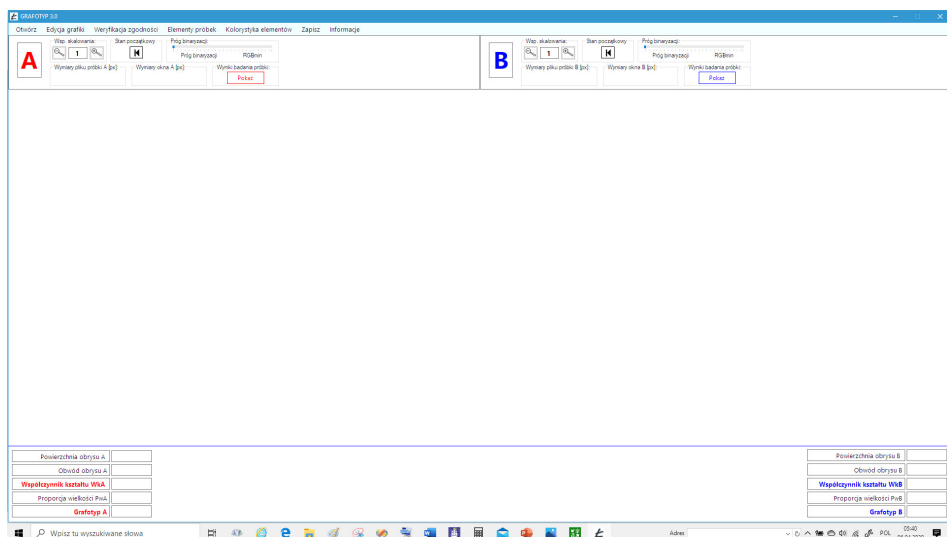 GRAFOTYP 3.0
Otwórz Edycja grafiki Weryfikacja zgodności Elementy próbek Kolorystyka elementów Zapisz Informacje
A
Wsp. skalowania: Stan początkowy Próg binaryzacji:
1
Próg binaryzacji RGBmin
Wymiary pliku próbki A [px]: Wymiary okna A [px]: Wyniki badania próbki:
Pokaż
B
Wsp. skalowania: Stan początkowy Próg binaryzacji:
1
Próg binaryzacji RGBmin
Wymiary pliku próbki B [px]: Wymiary okna B [px]: Wyniki badania próbki:
Pokaż
Powierzchnia obrysu A
Obwód obrysu A
Współczynnik kształtu WkA
Proporcja wielkości PwA
Grafotyp A
Powierzchnia obrysu B
Obwód obrysu B
Współczynnik kształtu WkB
Proporcja wielkości PwB
Grafotyp B
Wpisz tu wyszukiwane słowa
Adres
POL
05:40